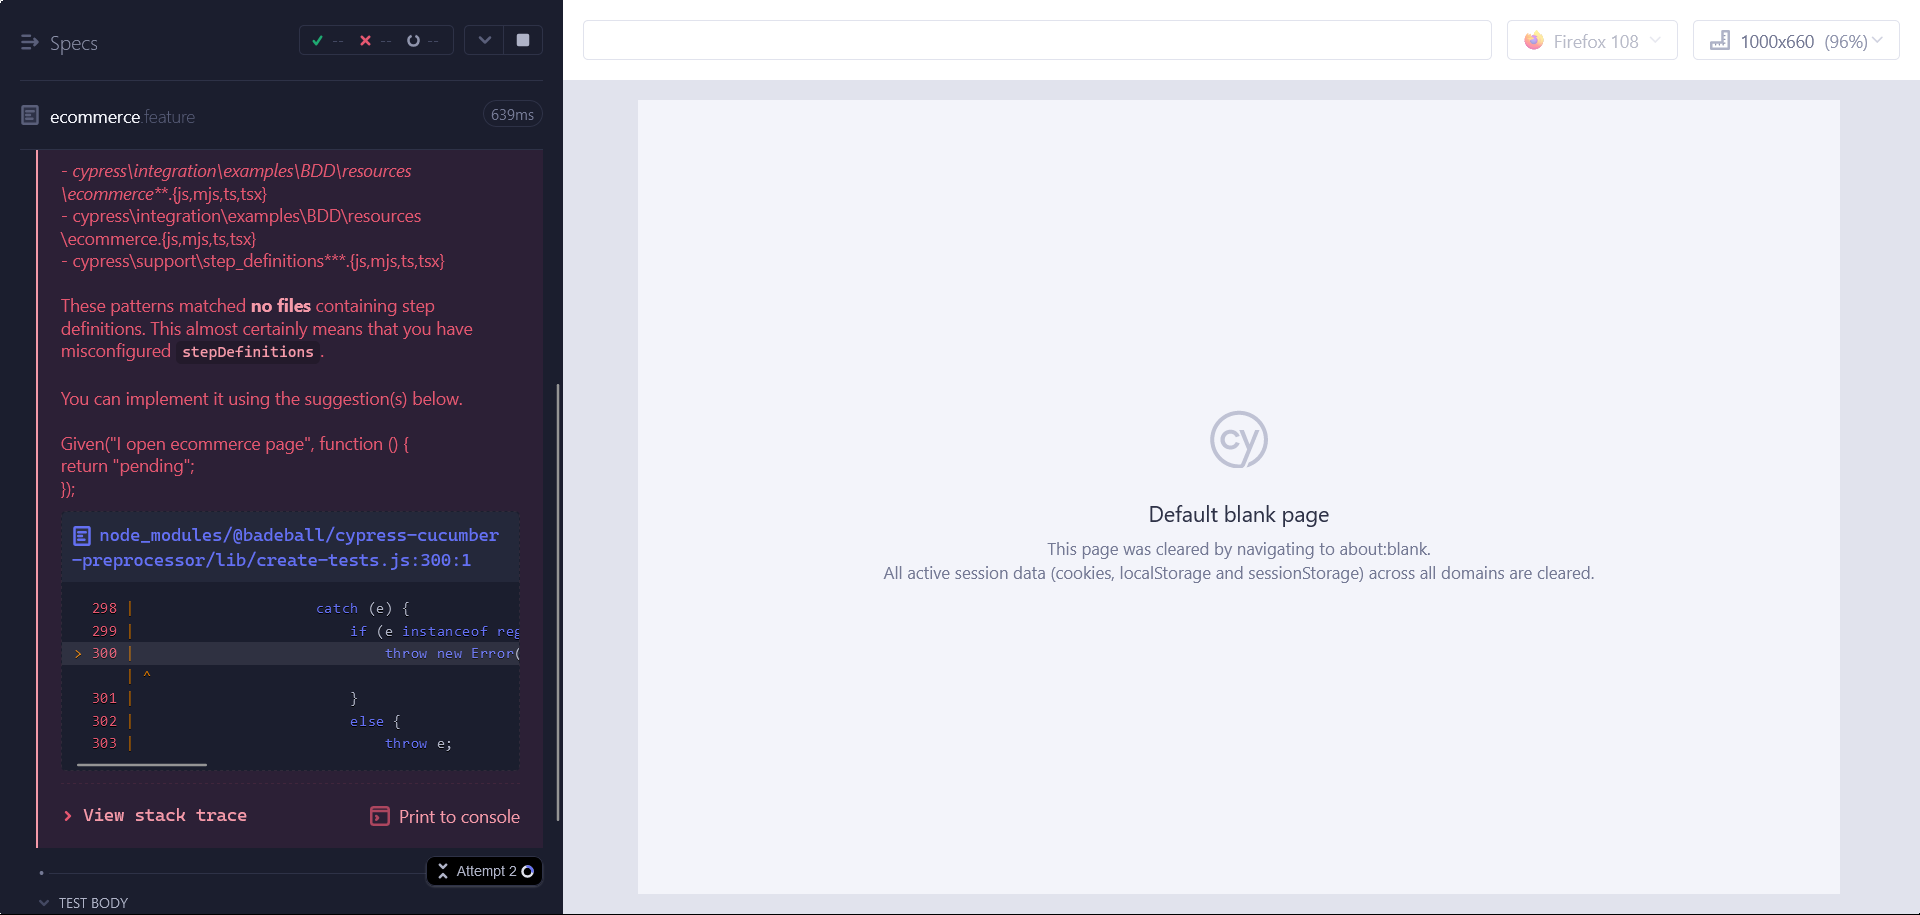 Specs
-- -- --
ecommerce.feature 639ms
- cypress\integration\examples\BDD\resources
\ecommerce**.{js,mjs,ts,tsx}
- cypress\integration\examples\BDD\resources
\ecommerce.{js,mjs,ts,tsx}
- cypress\support\step_definitions***.{js,mjs,ts,tsx}
These patterns matched no files containing step
definitions. This almost certainly means that you have
misconfigured stepDefinitions .
You can implement it using the suggestion(s) below.
Given("I open ecommerce page", function () {
return "pending";
});
node_modules/@badeball/cypress-cucumber
-preprocessor/lib/create-tests.js:300:1
298 | catch (e) {
299 | if (e instanceof reg
> 300 | throw new Error(
| ^
301 | }
302 | else {
303 | throw e;
> View stack trace
Print to console
Attempt 2
TEST BODY
Firefox 108
1000x660 (96%)
cy
Default blank page
This page was cleared by navigating to about:blank.
All active session data (cookies, localStorage and sessionStorage) across all domains are cleared.